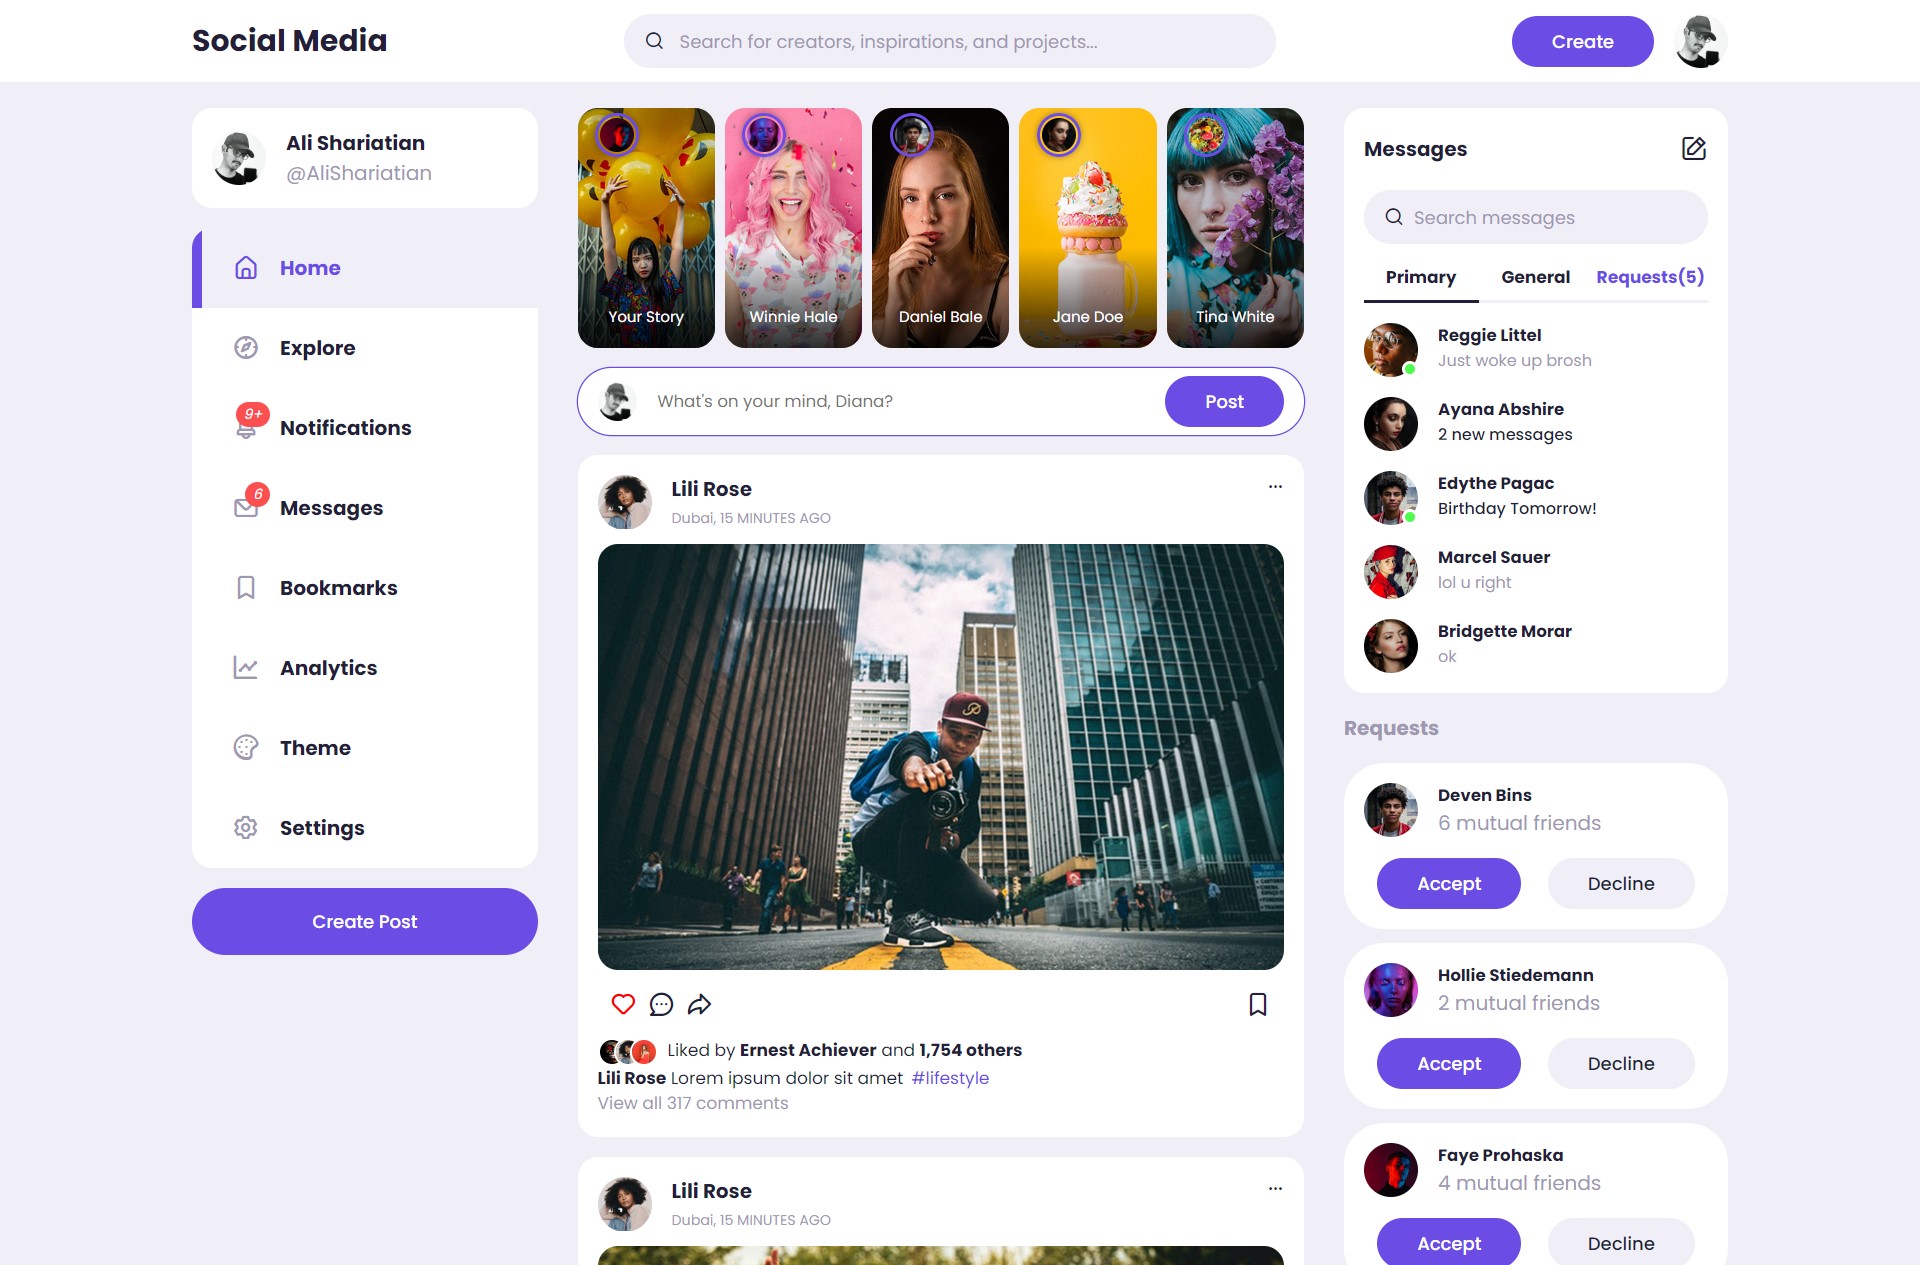 Social Media
Search for creators, inspirations, and projects...
Create
Ali Shariatian
@AliShariatian
Home
Explore
9+
Notifications
6
Messages
Bookmarks
Analytics
Theme
Settings
Create Post
Your Story
Winnie Hale
Daniel Bale
Jane Doe
Tina White
What's on your mind, Diana?
Post
Lili Rose
Dubai, 15 MINUTES AGO
Liked by Ernest Achiever and 1,754 others
Lili Rose Lorem ipsum dolor sit amet #lifestyle
View all 317 comments
Lili Rose
Dubai, 15 MINUTES AGO
Messages
Search messages
Primary General Requests(5)
Reggie Littel
Just woke up brosh
Ayana Abshire
2 new messages
Edythe Pagac
Birthday Tomorrow!
Marcel Sauer
lol u right
Bridgette Morar
ok
Requests
Deven Bins
6 mutual friends
Accept Decline
Hollie Stiedemann
2 mutual friends
Accept Decline
Faye Prohaska
4 mutual friends
Accept Decline